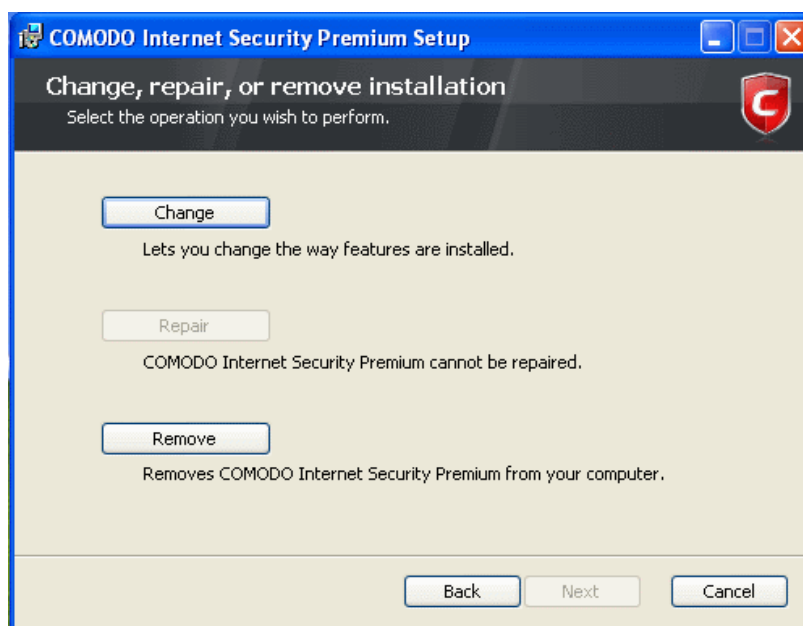 COMODO Internet Security Premium Setup
Change, repair, or remove installation
Select the operation you wish to perform.
Change
Lets you change the way features are installed.
Repair
COMODO Internet Security Premium cannot be repaired.
Remove
Removes COMODO Internet Security Premium from your computer.
Back Next Cancel